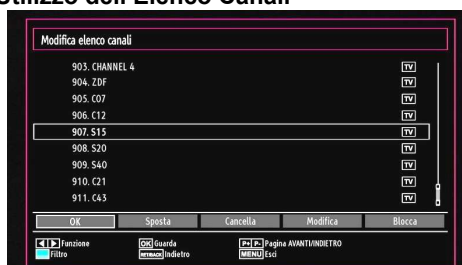 Utilizzo dell'Elenco Canali
Modifica elenco canali
903. CHANNEL 4 TV
904. ZDF TV
905. C07 TV
906. C12 TV
907. S15 TV
908. S20 TV
909. S40 TV
910. C21 TV
911. C43 TV
OK Sposta Cancella Modifica Blocca
Funzione OK Guarda P+ P- Pagina AVANTI/INDIETRO
Filtro RET/BACK Indietro MENU Esci